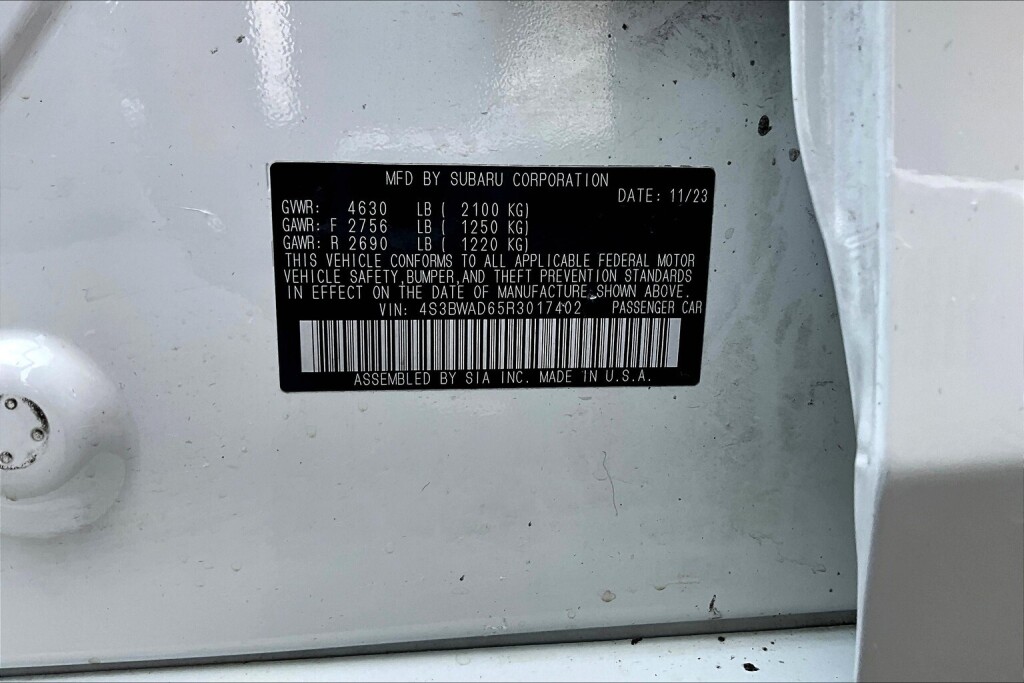 MFD BY SUBARU CORPORATION
DATE: 11/23
GVWR: 4630 LB ( 2100 KG)
GAWR: F 2756 LB ( 1250 KG)
GAWR: R 2690 LB ( 1220 KG)
THIS VEHICLE CONFORMS TO ALL APPLICABLE FEDERAL MOTOR
VEHICLE SAFETY,BUMPER,AND THEFT PREVENTION STANDARDS
IN EFFECT ON THE DATE OF MANUFACTURE SHOWN ABOVE.
VIN: 4S3BWAD65R3017402 PASSENGER CAR
ASSEMBLED BY SIA INC. MADE IN U.S.A.